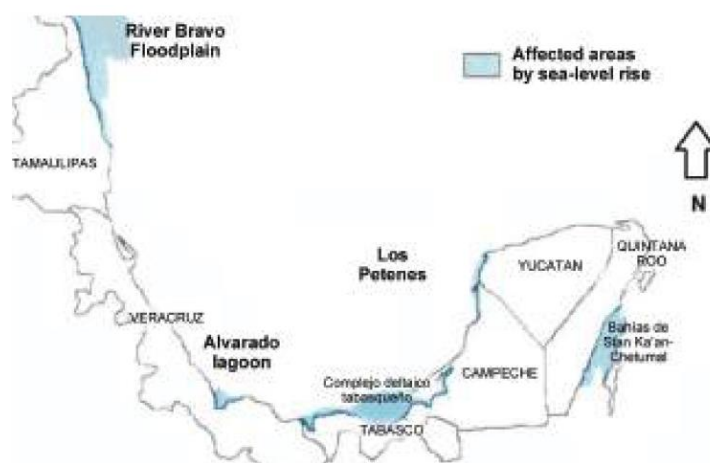 River Bravo
Floodplain
Affected areas
by sea-level rise
TAMAULIPAS
N
Los
Petenes
YUCATAN
QUINTANA
ROO
VERACRUZ
Alvarado
lagoon
Bahías de
Sian Ka'an-
Chetumal
Complejo deltaico
tabasqueño
CAMPECHE
TABASCO